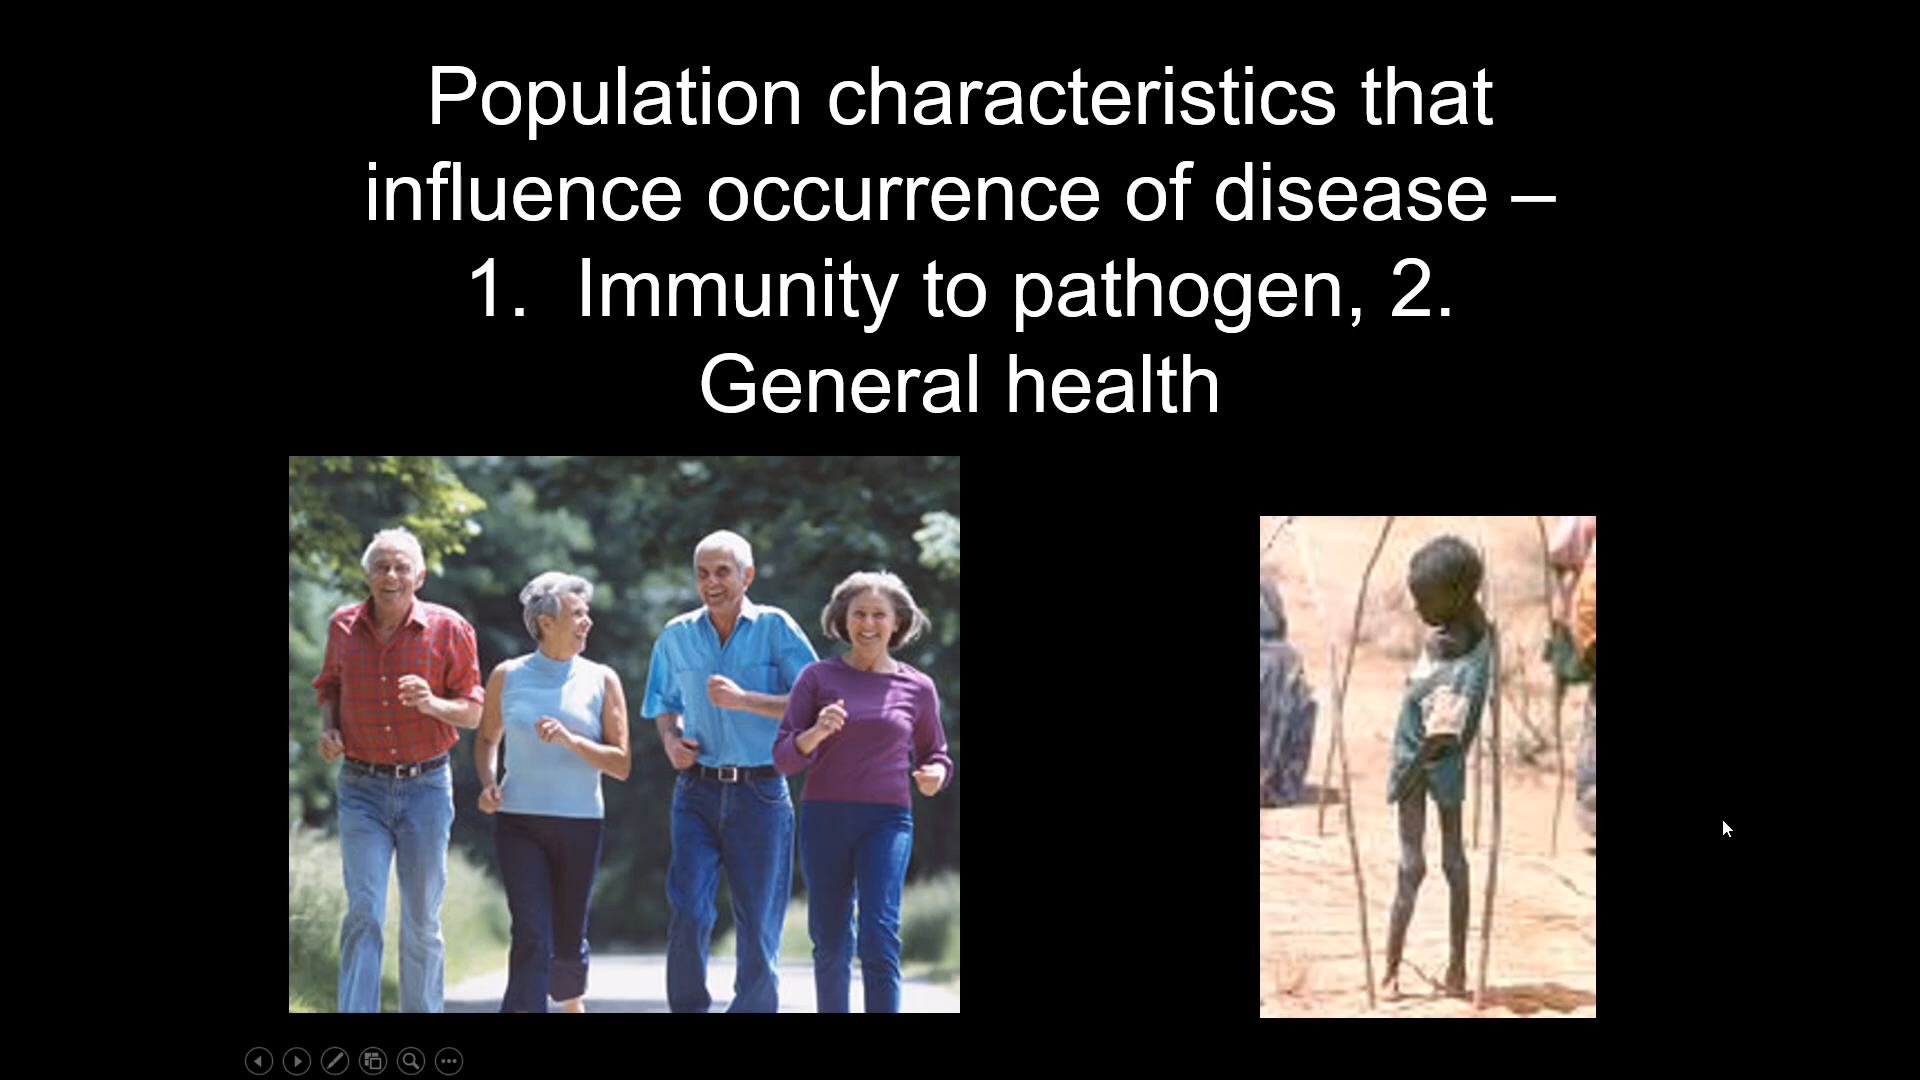 Population characteristics that
influence occurrence of disease –
1.  Immunity to pathogen, 2.
General health